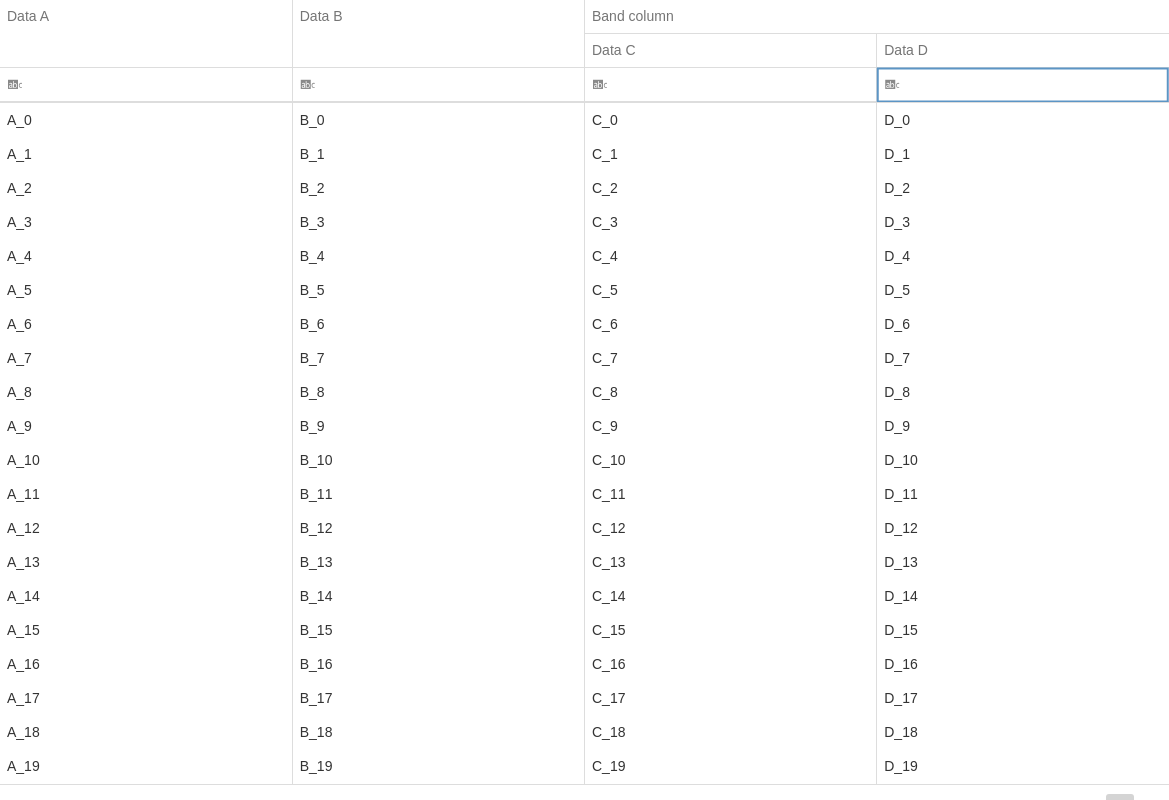 Data A Data B Band column
Data C Data D
A_0 B_0 C_0 D_0
A_1 B_1 C_1 D_1
A_2 B_2 C_2 D_2
A_3 B_3 C_3 D_3
A_4 B_4 C_4 D_4
A_5 B_5 C_5 D_5
A_6 B_6 C_6 D_6
A_7 B_7 C_7 D_7
A_8 B_8 C_8 D_8
A_9 B_9 C_9 D_9
A_10 B_10 C_10 D_10
A_11 B_11 C_11 D_11
A_12 B_12 C_12 D_12
A_13 B_13 C_13 D_13
A_14 B_14 C_14 D_14
A_15 B_15 C_15 D_15
A_16 B_16 C_16 D_16
A_17 B_17 C_17 D_17
A_18 B_18 C_18 D_18
A_19 B_19 C_19 D_19